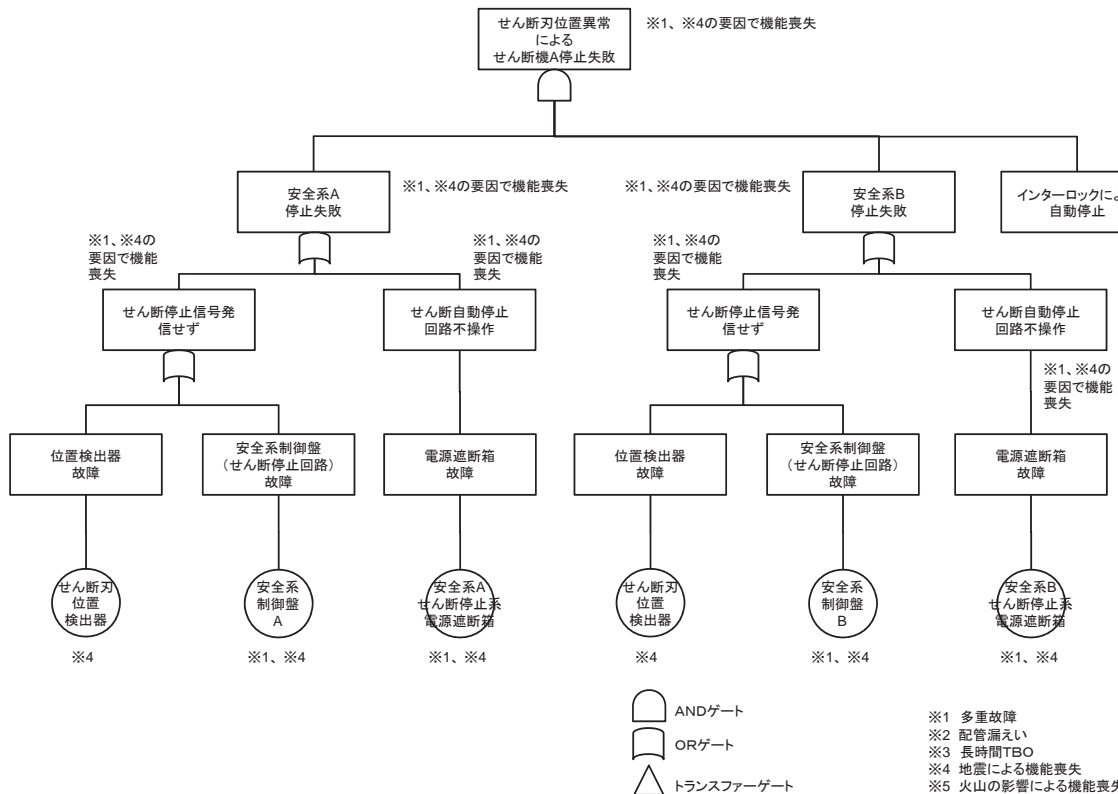 せん断刃位置異常
による
せん断機A停止失敗
※1、※4の要因で機能喪失
安全系A
停止失敗
※1、※4の要因で機能喪失
※1、※4の要因で機能喪失
安全系B
停止失敗
インターロックによ
自動停止
※1、※4の
要因で機能
喪失
※1、※4の
要因で機能
喪失
※1、※4の
要因で機能
喪失
せん断停止信号発
信せず
せん断自動停止
回路不操作
せん断停止信号発
信せず
せん断自動停止
回路不操作
※1、※4の
要因で機能
喪失
位置検出器
故障
安全系制御盤
(せん断停止回路)
故障
電源遮断箱
故障
位置検出器
故障
安全系制御盤
(せん断停止回路)
故障
電源遮断箱
故障
せん断刃
位置
検出器
安全系
制御盤
A
安全系A
せん断停止系
電源遮断箱
せん断刃
位置
検出器
安全系
制御盤
B
安全系B
せん断停止系
電源遮断箱
※4
※1、※4
※1、※4
※4
※1、※4
※1、※4
ANDゲート
ORゲート
トランスファーゲート
※1 多重故障
※2 配管漏えい
※3 長時間TBO
※4 地震による機能喪失
※5 火山の影響による機能喪失